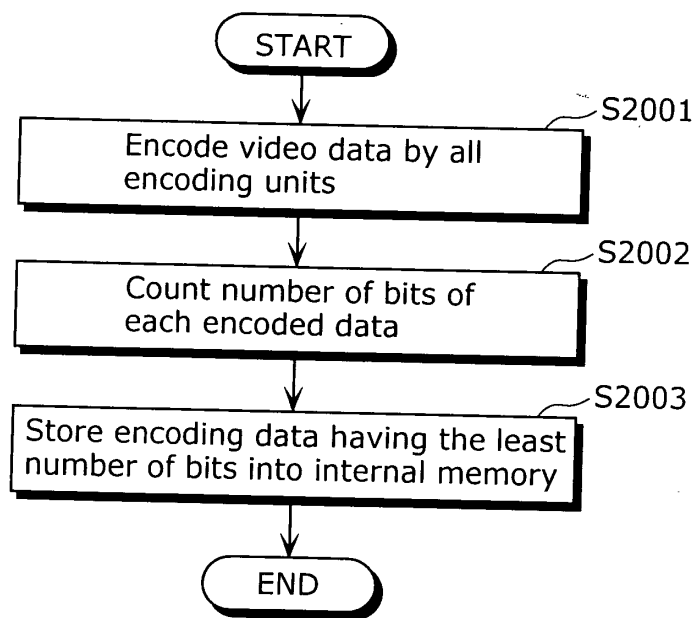 START
S2001
Encode video data by all
encoding units
S2002
Count number of bits of
each encoded data
S2003
Store encoding data having the least
number of bits into internal memory
END